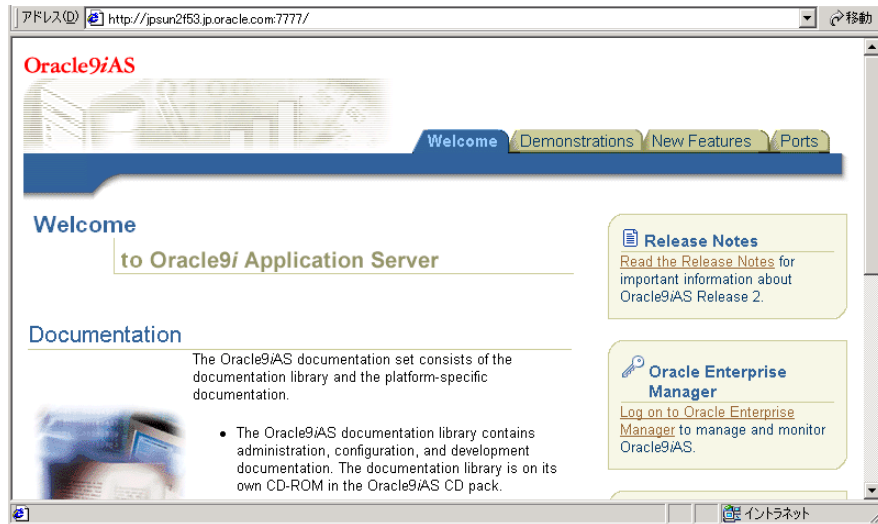 アドレス(D) http://jpsun2f53.jp.oracle.com:7777/ 移動
Oracle9iAS
Welcome Demonstrations New Features Ports
Welcome
to Oracle9i Application Server
Documentation
The Oracle9iAS documentation set consists of the
documentation library and the platform-specific
documentation.
• The Oracle9iAS documentation library contains
administration, configuration, and development
documentation. The documentation library is on its
own CD-ROM in the Oracle9iAS CD pack.
Release Notes
Read the Release Notes for
important information about
Oracle9iAS Release 2.
Oracle Enterprise
Manager
Log on to Oracle Enterprise
Manager to manage and monitor
Oracle9iAS.
イントラネット